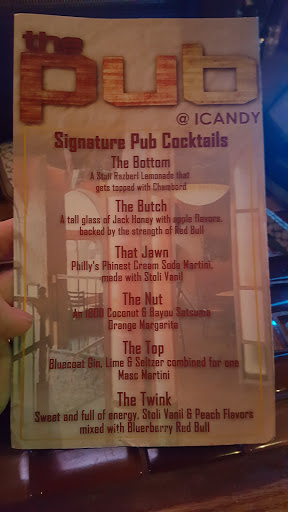 the
pub
@ ICANDY
Signature Pub Cocktails
The Bottom
A Stoli Razberi Lemonade that
gets topped with Chambord
The Butch
A tall glass of Jack Honey with apple flavors,
backed by the strength of Red Bull
That Jawn
Philly's Phinest Cream Soda Martini,
made with Stoli Vanil
The Nut
An 1800 Coconut & Bayou Satsuma
Orange Margarita
The Top
Bluecoat Gin, Lime & Seltzer combined for one
Masc Martini
The Twink
Sweet and full of energy, Stoli Vanil & Peach Flavors
mixed with Bluerberry Red Bull